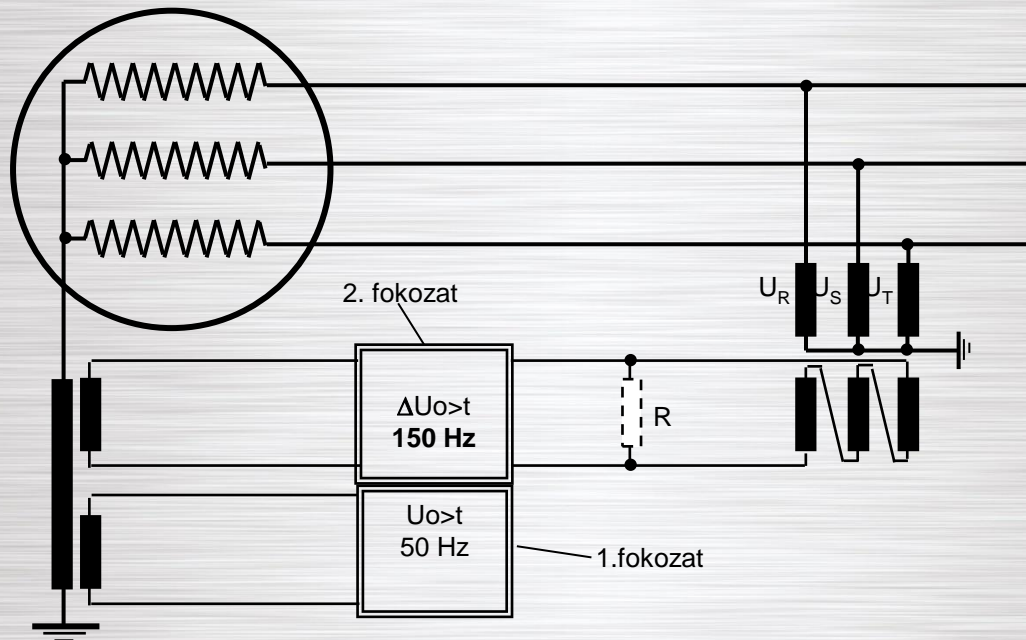 2. fokozat
U_R U_S U_T
ΔUo>t
150 Hz
R
Uo>t
50 Hz
1.fokozat